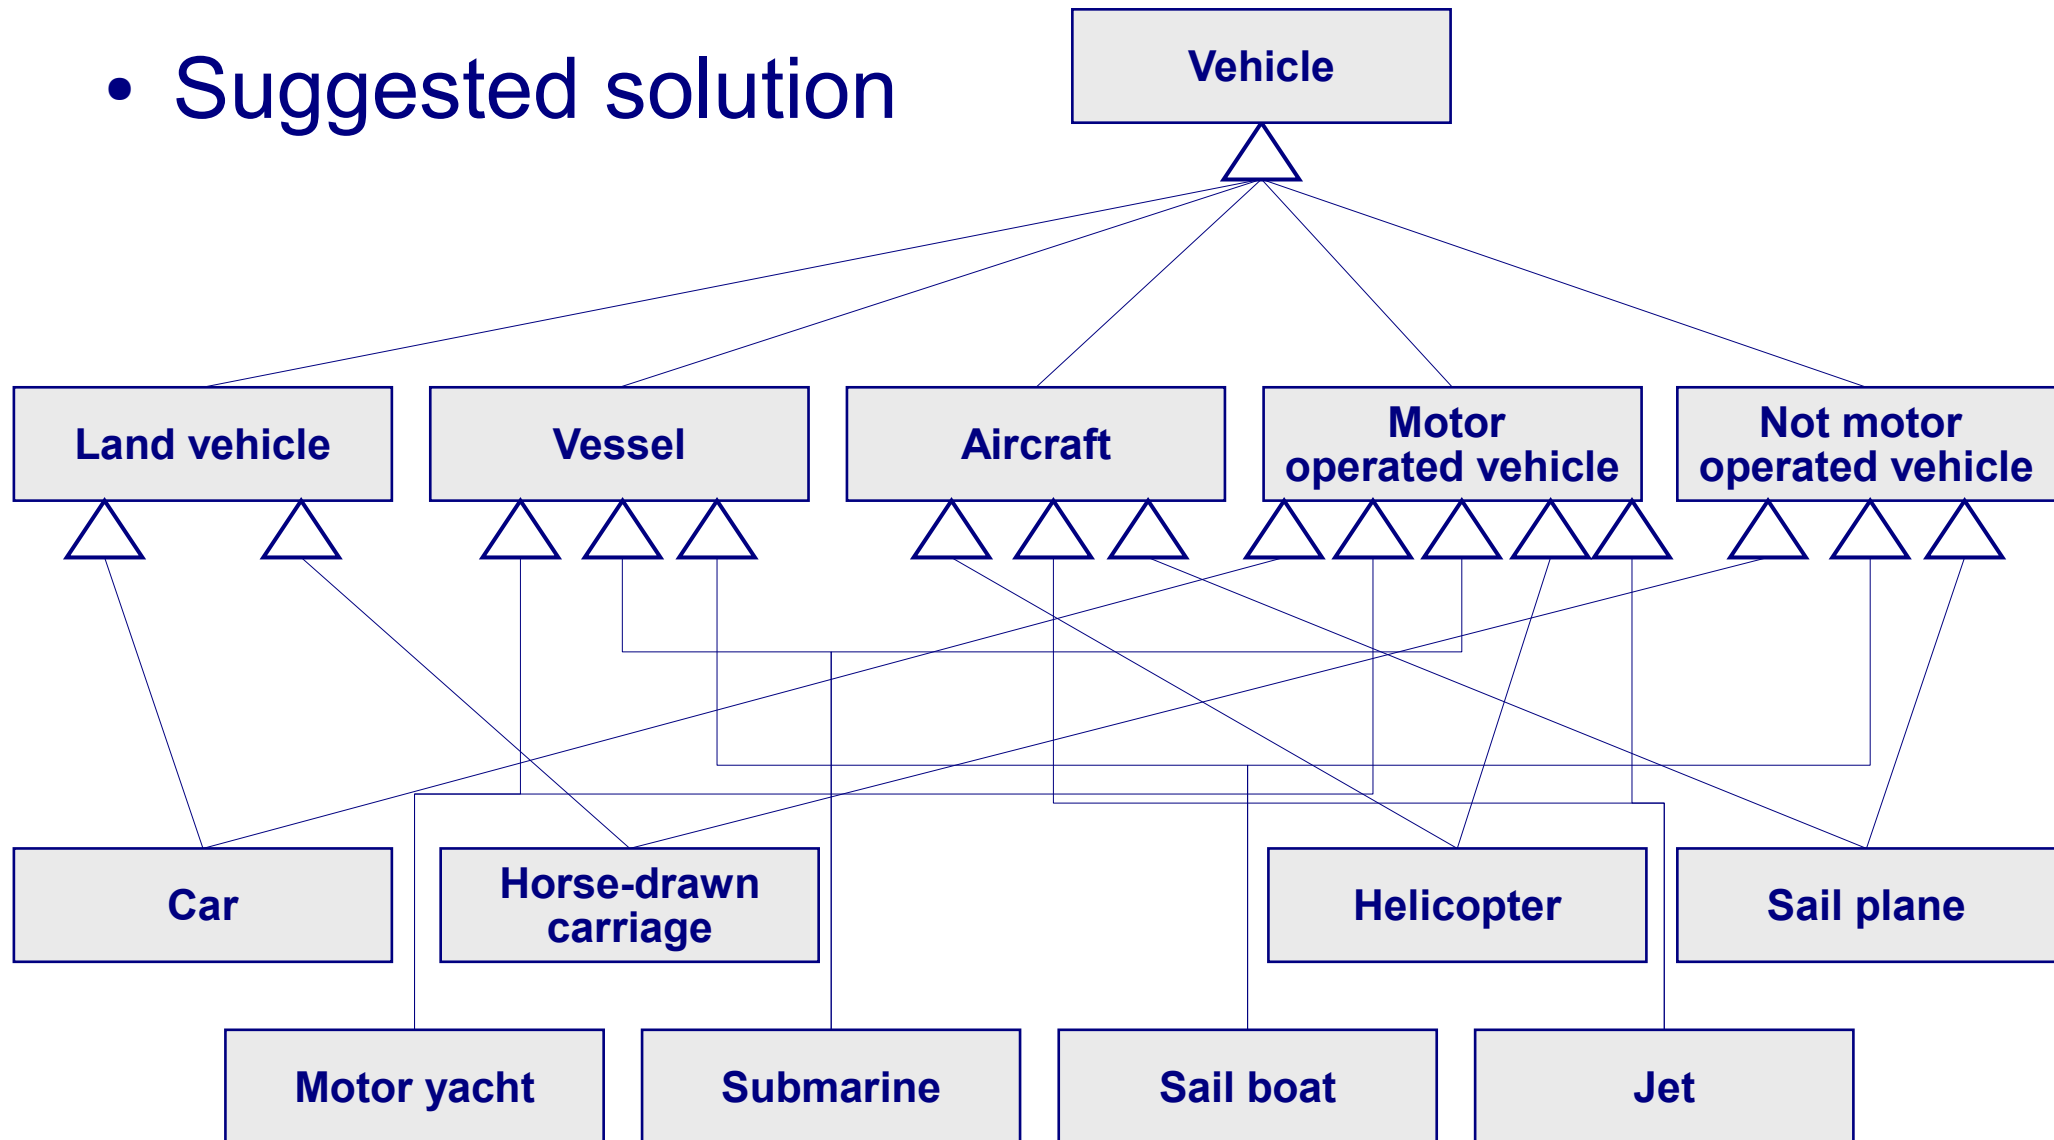 • Suggested solution
Vehicle
Land vehicle
Vessel
Aircraft
Motor
operated vehicle
Not motor
operated vehicle
Car
Horse-drawn
carriage
Helicopter
Sail plane
Motor yacht
Submarine
Sail boat
Jet